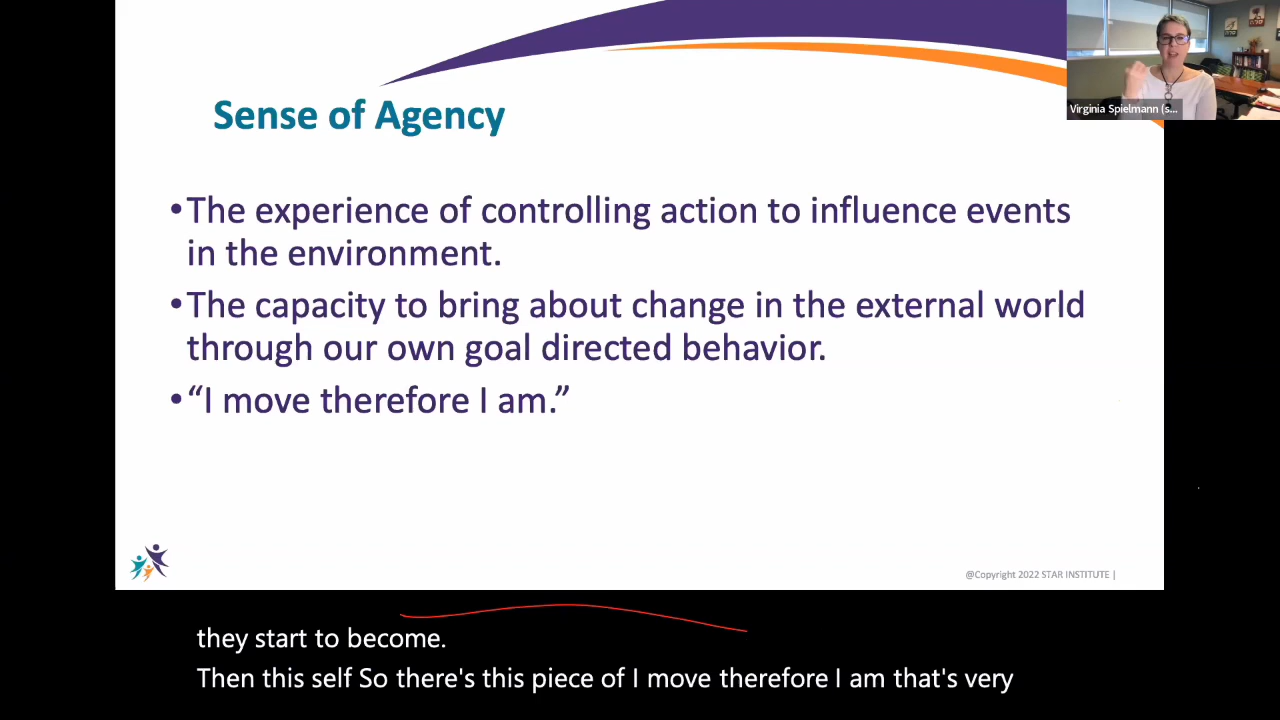 Sense of Agency
Virginia Spielmann (s...
•The experience of controlling action to influence events
in the environment.
•The capacity to bring about change in the external world
through our own goal directed behavior.
•“I move therefore I am.”
@Copyright 2022 STAR INSTITUTE |
they start to become.
Then this self So there's this piece of I move therefore I am that's very